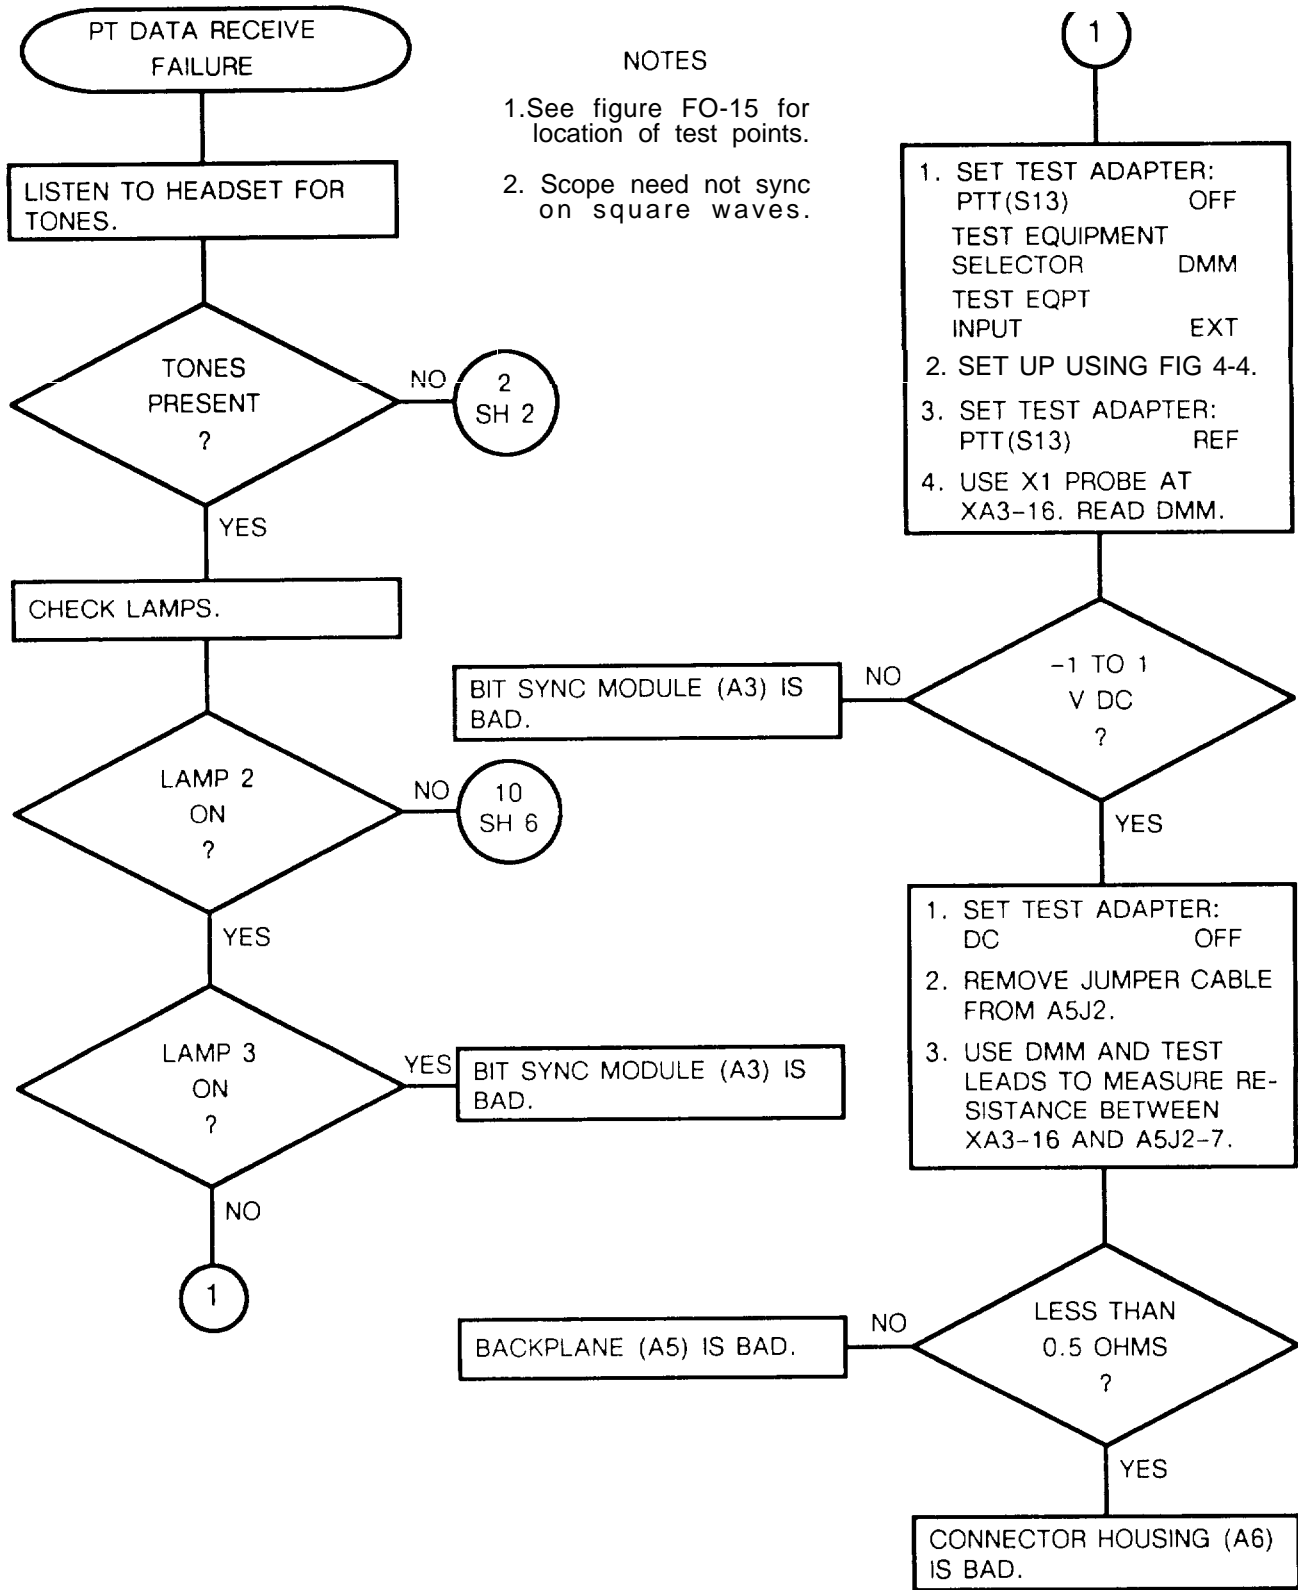 PT DATA RECEIVE
FAILURE
LISTEN TO HEADSET FOR
TONES.
TONES
PRESENT
?
NO
2
SH 2
YES
CHECK LAMPS.
LAMP 2
ON
?
NO
10
SH 6
YES
LAMP 3
ON
?
YES
BIT SYNC MODULE (A3) IS
BAD.
NO
1
NOTES
1.See figure FO-15 for
location of test points.
2. Scope need not sync
on square waves.
1
1. SET TEST ADAPTER:
PTT(S13) OFF
TEST EQUIPMENT
SELECTOR DMM
TEST EQPT
INPUT EXT
2. SET UP USING FIG 4-4.
3. SET TEST ADAPTER:
PTT(S13) REF
4. USE X1 PROBE AT
XA3-16. READ DMM.
-1 TO 1
V DC
?
NO
BIT SYNC MODULE (A3) IS
BAD.
YES
1. SET TEST ADAPTER:
DC OFF
2. REMOVE JUMPER CABLE
FROM A5J2.
3. USE DMM AND TEST
LEADS TO MEASURE RE-
SISTANCE BETWEEN
XA3-16 AND A5J2-7.
LESS THAN
0.5 OHMS
?
NO
BACKPLANE (A5) IS BAD.
YES
CONNECTOR HOUSING (A6)
IS BAD.